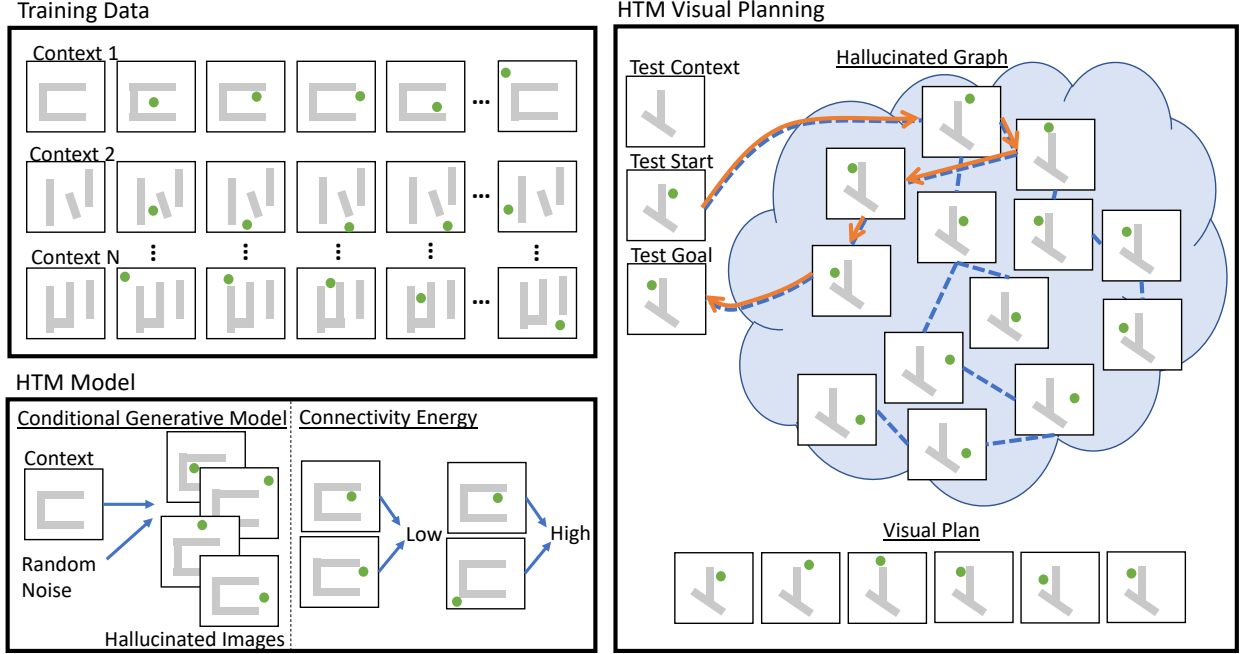 Training Data
Context 1
...
Context 2
...
Context N
...
HTM Model
Conditional Generative Model
Context
Random
Noise
Hallucinated Images
Connectivity Energy
Low
High
HTM Visual Planning
Test Context
Hallucinated Graph
Test Start
Test Goal
Visual Plan